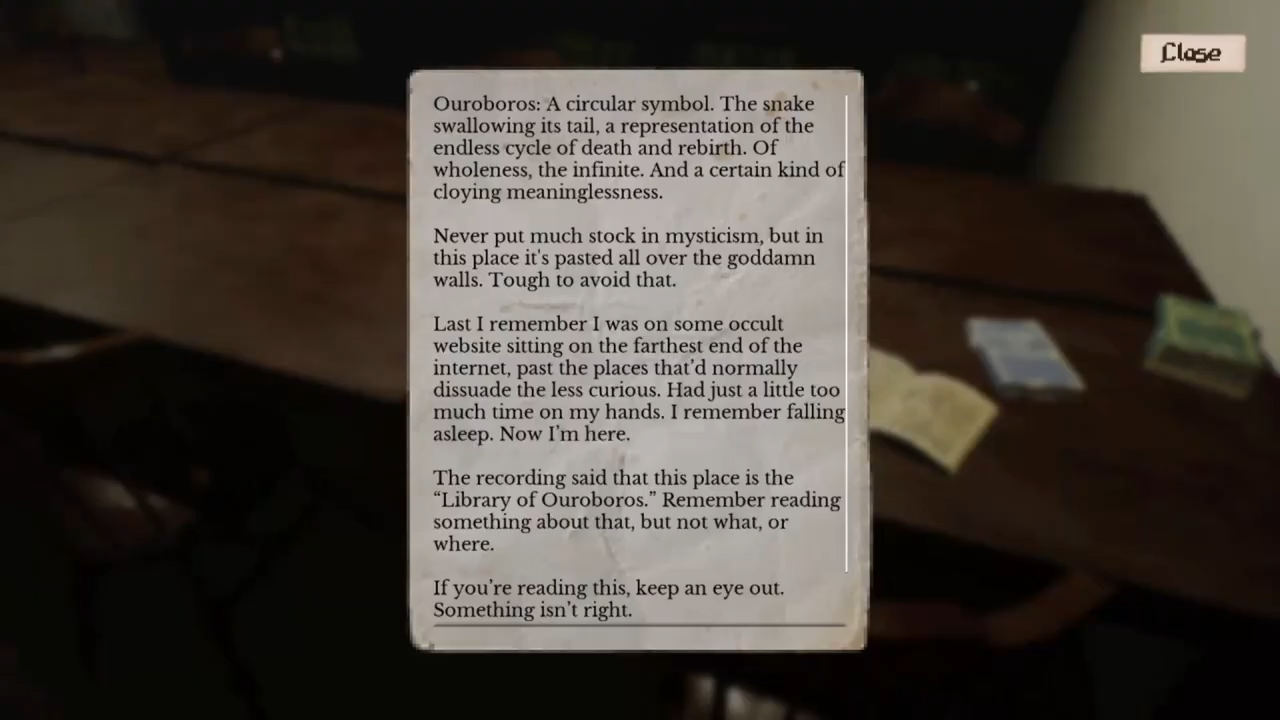 Close
Ouroboros: A circular symbol. The snake
swallowing its tail, a representation of the
endless cycle of death and rebirth. Of
wholeness, the infinite. And a certain kind of
cloying meaninglessness.
Never put much stock in mysticism, but in
this place it's pasted all over the goddamn
walls. Tough to avoid that.
Last I remember I was on some occult
website sitting on the farthest end of the
internet, past the places that’d normally
dissuade the less curious. Had just a little too
much time on my hands. I remember falling
asleep. Now I’m here.
The recording said that this place is the
“Library of Ouroboros.” Remember reading
something about that, but not what, or
where.
If you’re reading this, keep an eye out.
Something isn’t right.